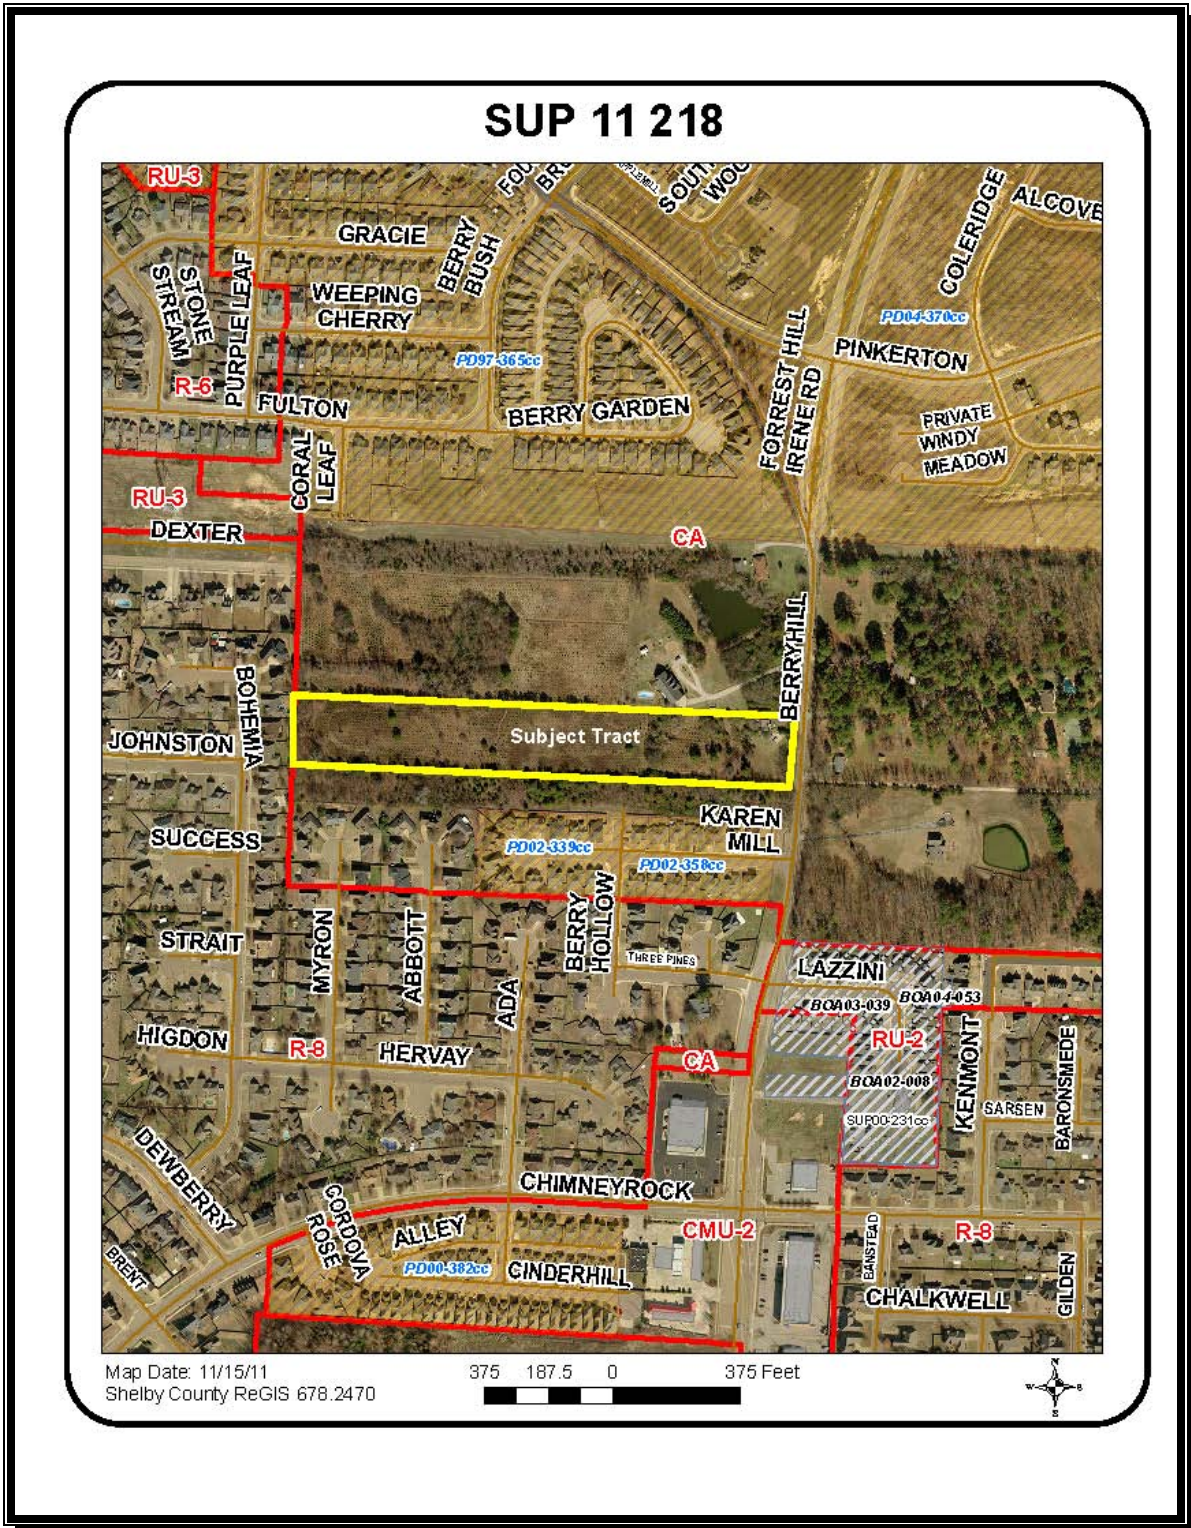 SUP 11 218
RU-3
FOU
BR
SOUT
WOO
COLERIDGE
ALCOVE
GRACIE
BERRY
BUSH
STONE
STREAM
PURPLE LEAF
WEEPING
CHERRY
PD97-365cc
PD04-370cc
FORREST HILL
IRENE RD
PINKERTON
R-6
FULTON
BERRY GARDEN
PRIVATE
WINDY
MEADOW
CORAL
LEAF
RU-3
DEXTER
CA
BERRYHILL
BOHEMIA
JOHNSTON
Subject Tract
KAREN
MILL
SUCCESS
PD02-339cc
PD02-358cc
STRAIT
MYRON
ABBOTT
ADA
BERRY
HOLLOW
THREE PINES
LAZZINI
BOA03-039
BOA04-053
HIGDON
R-8
HERVAY
CA
RU-2
BOA02-008
SUP00-231cc
KENMONT
SARSEN
BARONSMEDE
DEWBERRY
BRENT
CORDOVA
ROSE
CHIMNEYROCK
ALLEY
PD00-382cc
CINDERHILL
CMU-2
BANSTEAD
R-8
CHALKWELL
GILDEN
Map Date: 11/15/11
Shelby County ReGIS 678.2470
375 187.5 0 375 Feet
N
W E
S